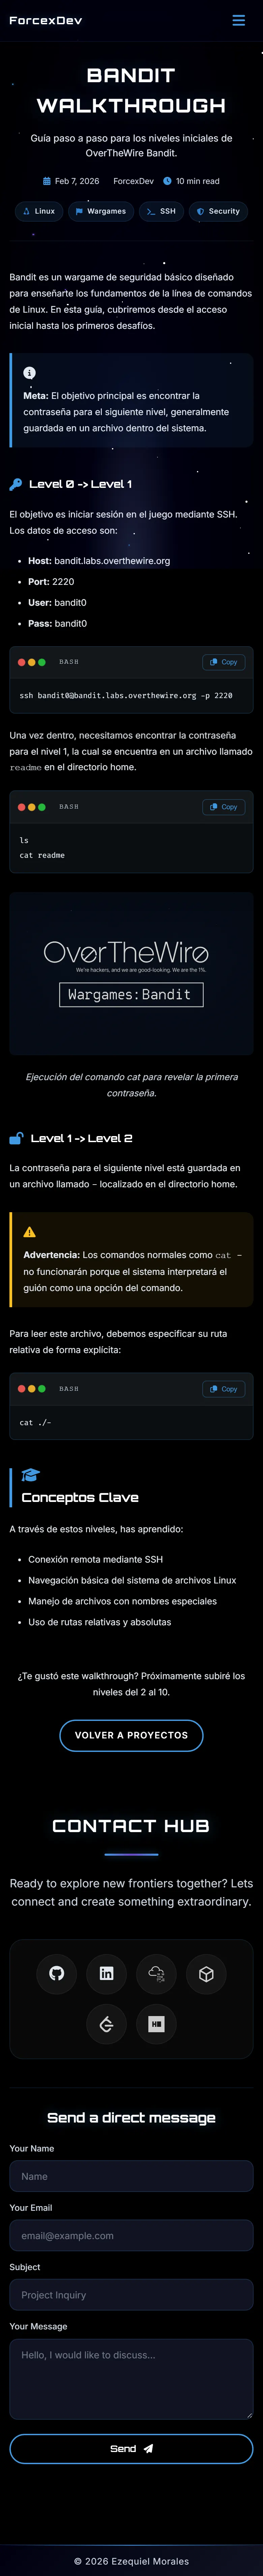 ForcexDev
BANDIT
WALKTHROUGH
Guía paso a paso para los niveles iniciales de
OverTheWire Bandit.
Feb 7, 2026 ForcexDev 10 min read
Linux Wargames SSH Security
Bandit es un wargame de seguridad básico diseñado
para enseñarte los fundamentos de la línea de comandos
de Linux. En esta guía, cubriremos desde el acceso
inicial hasta los primeros desafíos.
Meta: El objetivo principal es encontrar la
contraseña para el siguiente nivel, generalmente
guardada en un archivo dentro del sistema.
Level 0 -> Level 1
El objetivo es iniciar sesión en el juego mediante SSH.
Los datos de acceso son:
• Host: bandit.labs.overthewire.org
• Port: 2220
• User: bandit0
• Pass: bandit0
BASH Copy
ssh bandit0@bandit.labs.overthewire.org -p 2220
Una vez dentro, necesitamos encontrar la contraseña
para el nivel 1, la cual se encuentra en un archivo llamado
readme en el directorio home.
BASH Copy
ls
cat readme
OverTheWire
We're hackers, and we are good-looking. We are the 1%.
Wargames:Bandit
Ejecución del comando cat para revelar la primera
contraseña.
Level 1 -> Level 2
La contraseña para el siguiente nivel está guardada en
un archivo llamado - localizado en el directorio home.
Advertencia: Los comandos normales como cat -
no funcionarán porque el sistema interpretará el
guión como una opción del comando.
Para leer este archivo, debemos especificar su ruta
relativa de forma explícita:
BASH Copy
cat ./-
Conceptos Clave
A través de estos niveles, has aprendido:
• Conexión remota mediante SSH
• Navegación básica del sistema de archivos Linux
• Manejo de archivos con nombres especiales
• Uso de rutas relativas y absolutas
¿Te gustó este walkthrough? Próximamente subiré los
niveles del 2 al 10.
VOLVER A PROYECTOS
CONTACT HUB
Ready to explore new frontiers together? Lets
connect and create something extraordinary.
HB
Send a direct message
Your Name
Name
Your Email
email@example.com
Subject
Project Inquiry
Your Message
Hello, I would like to discuss...
Send
© 2026 Ezequiel Morales